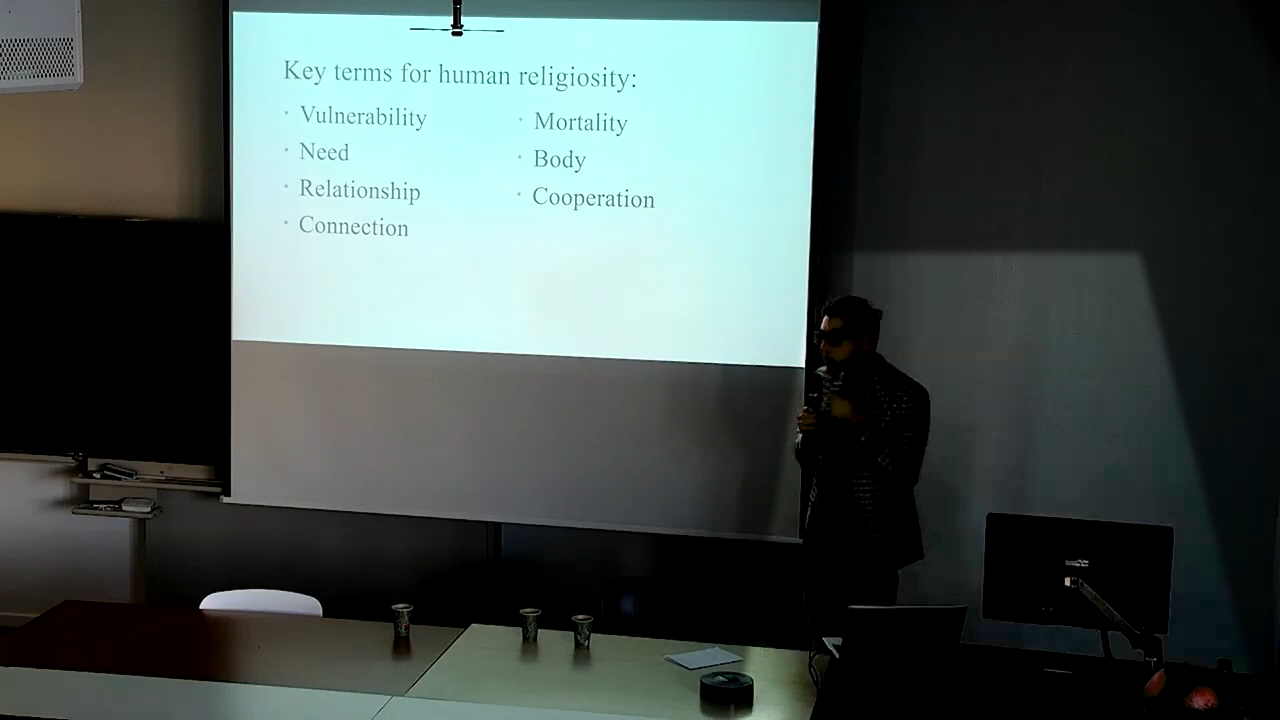 Key terms for human religiosity:
· Vulnerability
· Need
· Relationship
· Connection
· Mortality
· Body
· Cooperation